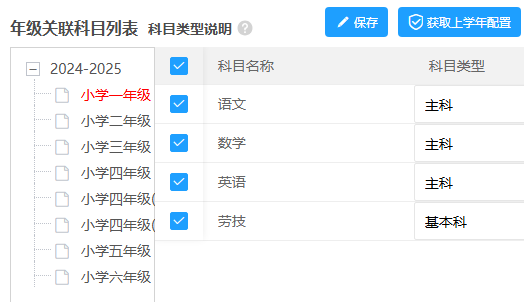 年级关联科目列表 科目类型说明 ? 保存 获取上学年配置
2024-2025
小学一年级
小学二年级
小学三年级
小学四年级
小学四年级(
小学四年级(
小学五年级
小学六年级
科目名称 科目类型
语文 主科
数学 主科
英语 主科
劳技 基本科